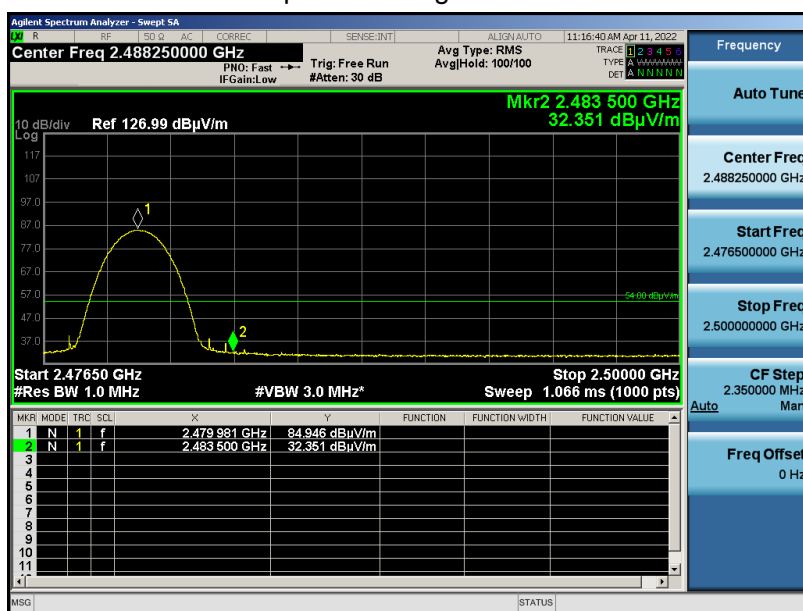 Agilent Spectrum Analyzer - Swept SA
LXI R RF 50 Ω AC CORREC SENSE:INT ALIGN AUTO 11:16:40 AM Apr 11, 2022
Center Freq 2.488250000 GHz
PNO: Fast
IFGain:Low
Trig: Free Run
#Atten: 30 dB
Avg Type: RMS
Avg|Hold: 100/100
TRACE 1 2 3 4 5 6
TYPE A WWWWW
DET A N N N N N
Mkr2 2.483 500 GHz
32.351 dBµV/m
10 dB/div Ref 126.99 dBµV/m
Log
117
107
97.0
87.0
77.0
67.0
57.0
47.0
37.0
1
2
54.00 dBµV/m
Start 2.47650 GHz Stop 2.50000 GHz
#Res BW 1.0 MHz #VBW 3.0 MHz* Sweep 1.066 ms (1000 pts)
MKR MODE TRC SCL X Y FUNCTION FUNCTION WIDTH FUNCTION VALUE
1 N 1 f 2.479 981 GHz 84.946 dBuV/m
2 N 1 f 2.483 500 GHz 32.351 dBuV/m
3
4
5
6
7
8
9
10
11
MSG STATUS
Frequency
Auto Tune
Center Freq
2.488250000 GHz
Start Freq
2.476500000 GHz
Stop Freq
2.500000000 GHz
CF Step
2.350000 MHz
Auto Man
Freq Offset
0 Hz